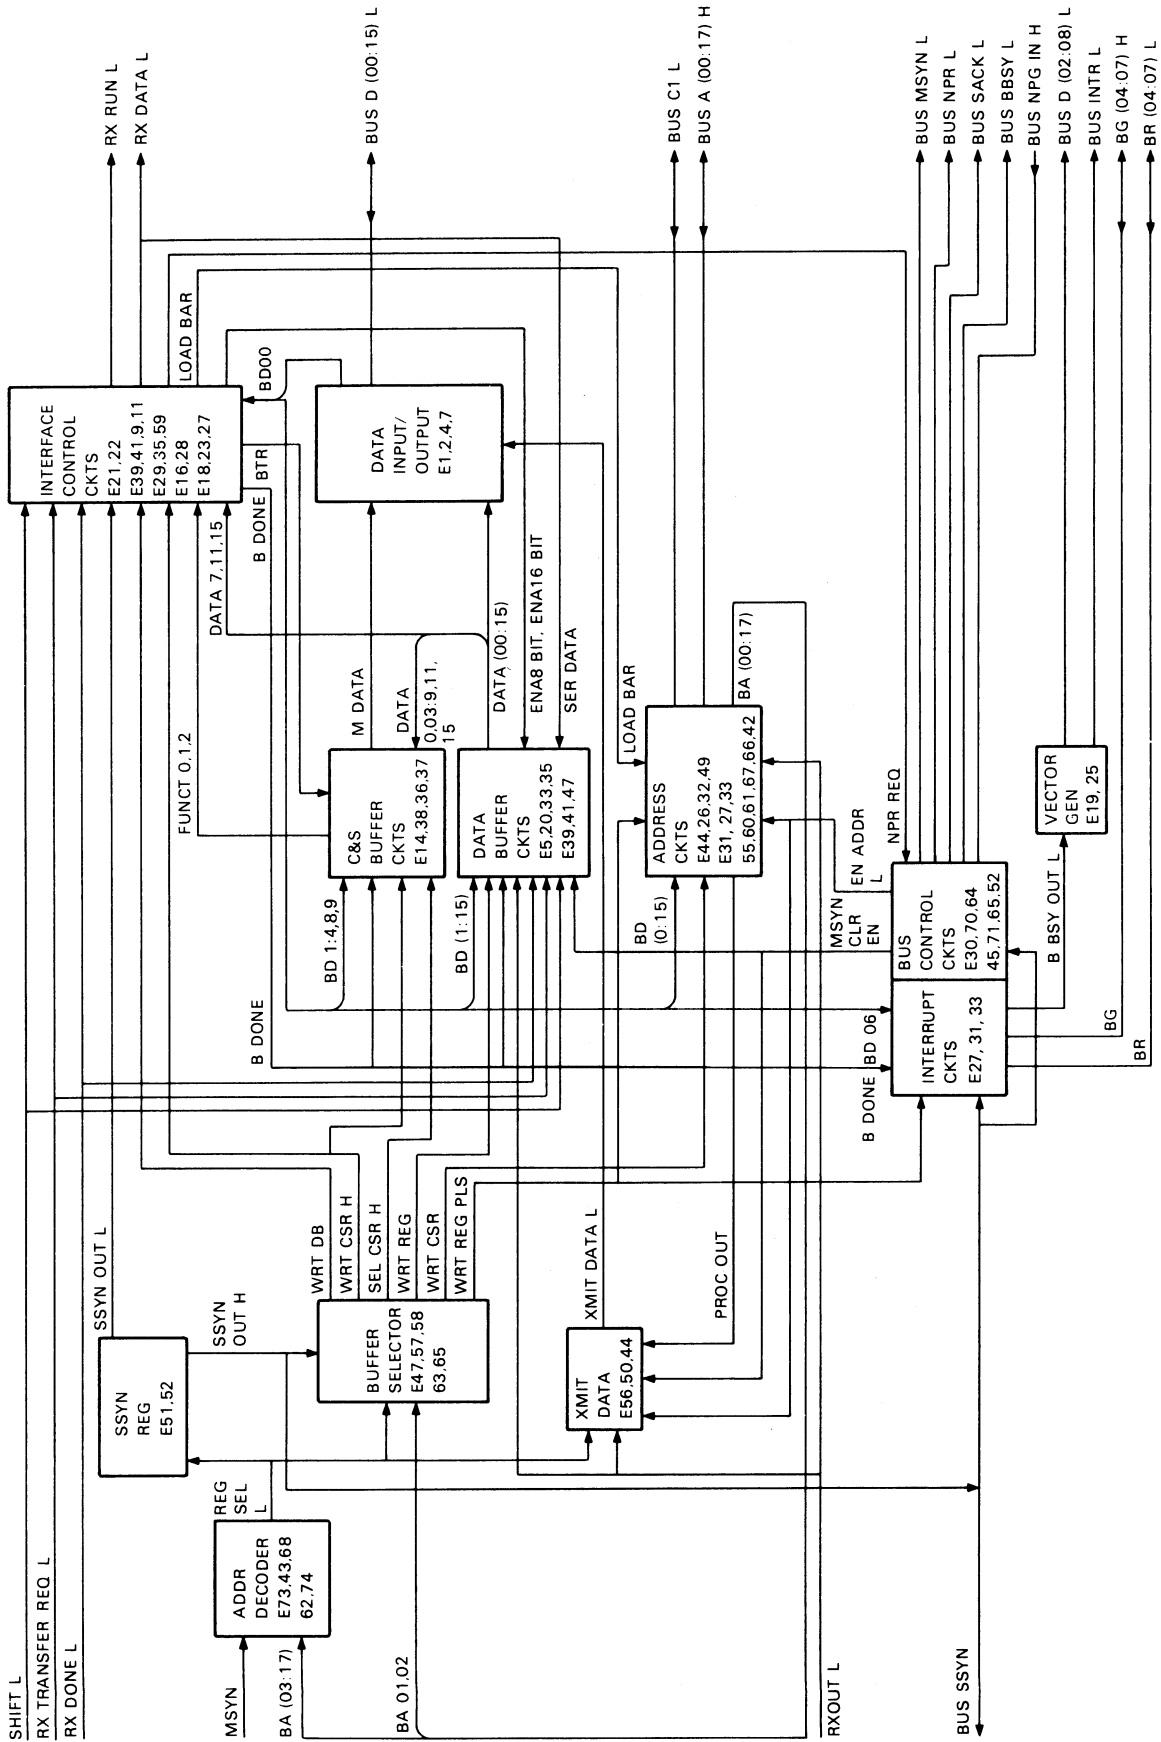 SHIFT L
RX TRANSFER REQ L
RX DONE L
MSYN
BA (03:17)
BA 01,02
RXOUT L
BUS SSYN
ADDR
DECODER
E73,43,68
62,74
REG
SEL
L
SSYN
REG
E51,52
SSYN OUT L
SSYN
OUT H
BUFFER
SELECTOR
E47,57,58
63,65
WRT DB
WRT CSR H
SEL CSR H
WRT REG
WRT CSR
WRT REG PLS
XMIT
DATA
E56,50,44
XMIT DATA L
PROC OUT
B DONE
BD 1:4,8,9
BD (1:15)
BD
(0:15)
B DONE
BD 06
MSYN
CLR
EN
EN ADDR
L
NPR REQ
FUNCT 0,1,2
C&S
BUFFER
CKTS
E14,38,36,37
DATA
BUFFER
CKTS
E5,20,33,35
E39,41,47
ADDRESS
CKTS
E44,26,32,49
E31,27,33
55,60,61,67,66,42
INTERRUPT
CKTS
E27, 31, 33
BUS
CONTROL
CKTS
E30,70,64
45,71,65,52
B BSY OUT L
BG
BR
VECTOR
GEN
E19, 25
M DATA
DATA
0,03:9,11,
15
DATA (00:15)
ENA8 BIT, ENA16 BIT
SER DATA
LOAD BAR
BA (00:17)
DATA 7,11,15
B DONE
BTR
INTERFACE
CONTROL
CKTS
E21,22
E39,41,9,11
E29,35,59
E16,28
E18,23,27
LOAD BAR
BD00
DATA
INPUT/
OUTPUT
E1,2,4,7
RX RUN L
RX DATA L
BUS D (00:15) L
BUS C1 L
BUS A (00:17) H
BUS MSYN L
BUS NPR L
BUS SACK L
BUS BBSY L
BUS NPG IN H
BUS D (02:08) L
BUS INTR L
BG (04:07) H
BR (04:07) L